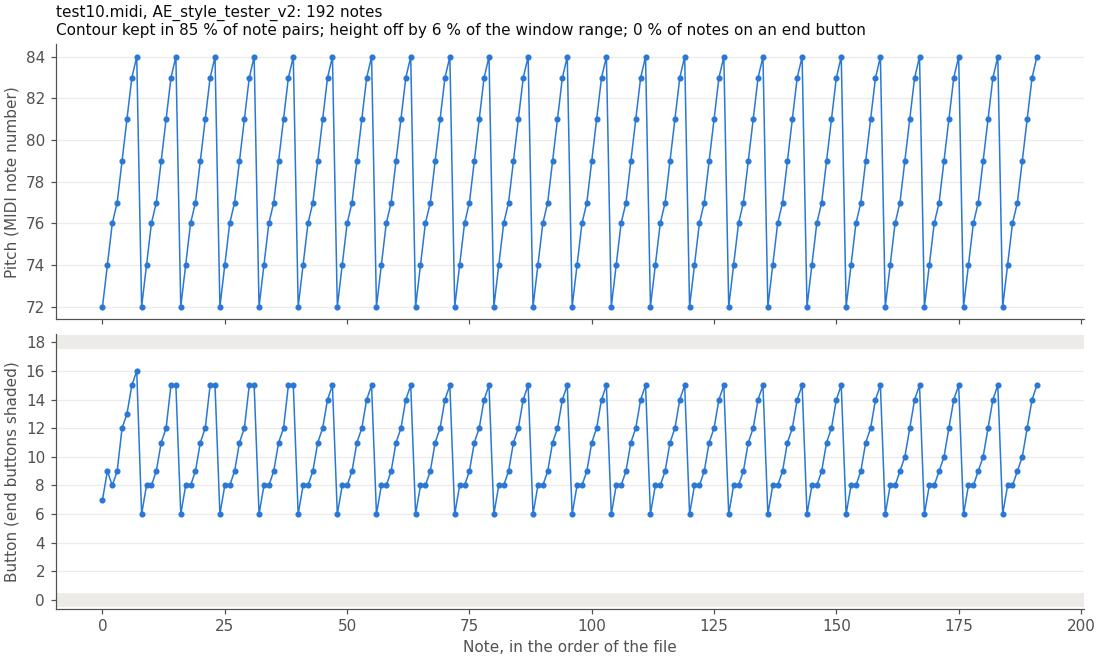 test10.midi, AE_style_tester_v2: 192 notes
Contour kept in 85 % of note pairs; height off by 6 % of the window range; 0 % of notes on an end button
Pitch (MIDI note number)
84
82
80
78
76
74
72
Button (end buttons shaded)
18
16
14
12
10
8
6
4
2
0
0 25 50 75 100 125 150 175 200
Note, in the order of the file